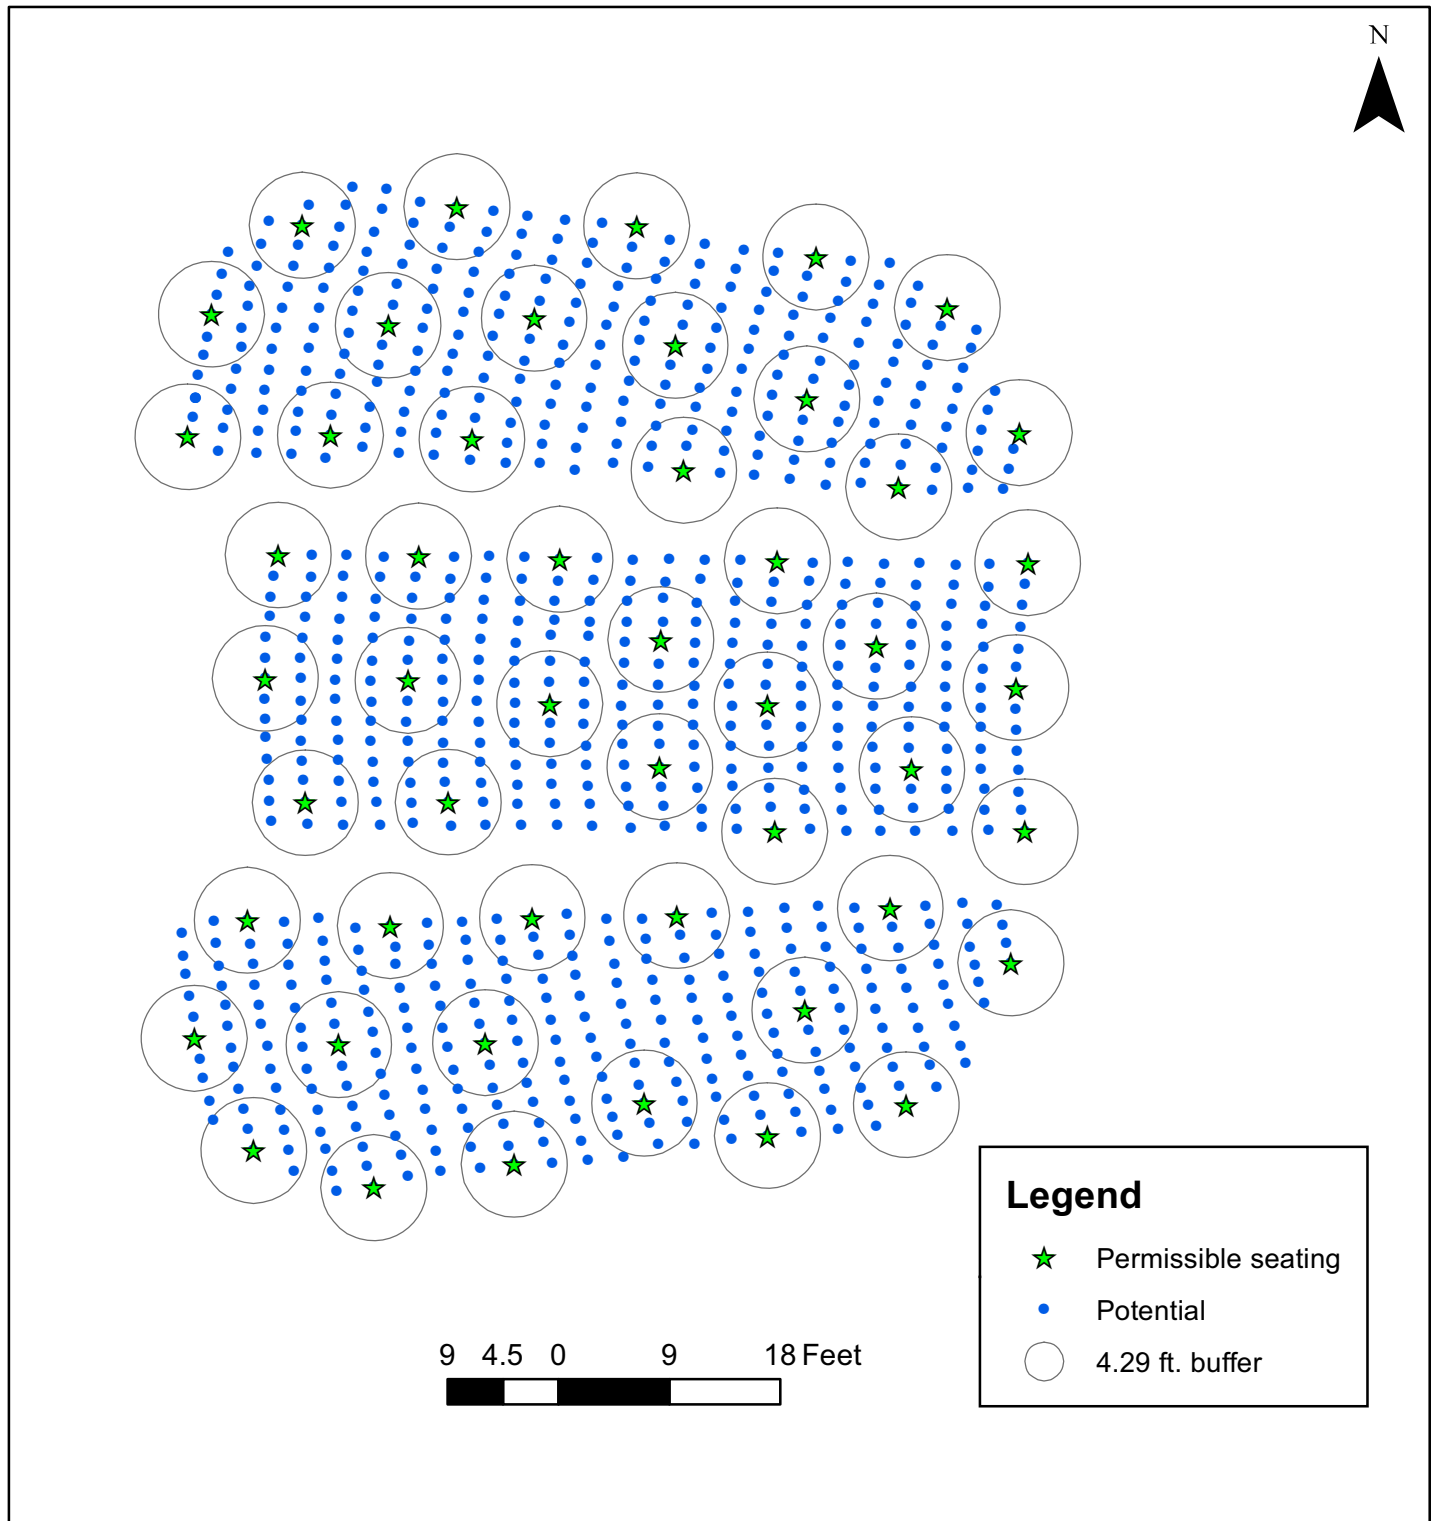 N
Legend
Permissible seating
Potential
4.29 ft. buffer
9 4.5 0 9 18 Feet